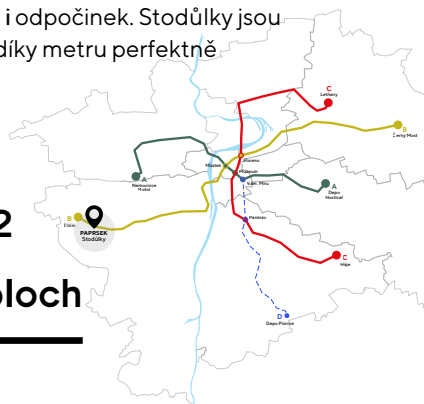 i odpočinek. Stodůlky jsou
díky metru perfektně
C
Letňany
B
Černý Most
Florenc
Můstek
Muzeum
A
Nemocnice
Motol
Nám. Míru
A
Depo
Hostivař
2
B
Zličín
PAPRSEK
Stodůlky
Pankrác
C
Háje
loch
D
Depo Písnice